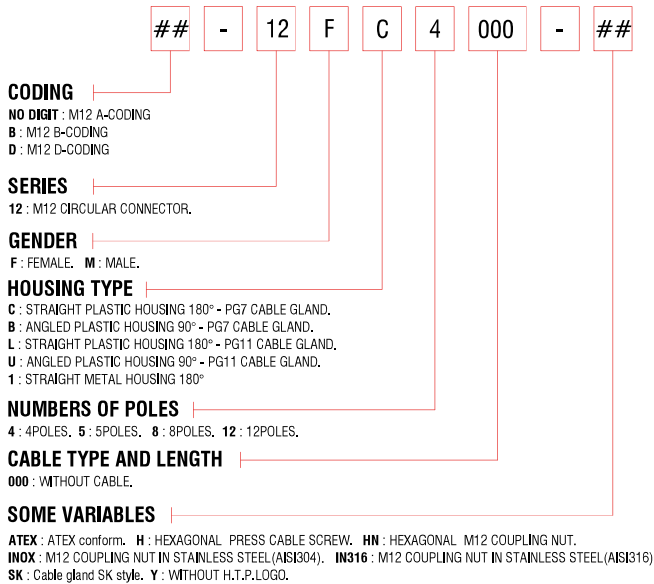 ## - 12 F C 4 000 - ##
CODING
NO DIGIT : M12 A-CODING
B : M12 B-CODING
D : M12 D-CODING
SERIES
12 : M12 CIRCULAR CONNECTOR.
GENDER
F : FEMALE. M : MALE.
HOUSING TYPE
C : STRAIGHT PLASTIC HOUSING 180° - PG7 CABLE GLAND.
B : ANGLED PLASTIC HOUSING 90° - PG7 CABLE GLAND.
L : STRAIGHT PLASTIC HOUSING 180° - PG11 CABLE GLAND.
U : ANGLED PLASTIC HOUSING 90° - PG11 CABLE GLAND.
1 : STRAIGHT METAL HOUSING 180°
NUMBERS OF POLES
4 : 4POLES. 5 : 5POLES. 8 : 8POLES. 12 : 12POLES.
CABLE TYPE AND LENGTH
000 : WITHOUT CABLE.
SOME VARIABLES
ATEX : ATEX conform. H : HEXAGONAL PRESS CABLE SCREW. HN : HEXAGONAL M12 COUPLING NUT.
INOX : M12 COUPLING NUT IN STAINLESS STEEL(AISI304). IN316 : M12 COUPLING NUT IN STAINLESS STEEL(AISI316)
SK : Cable gland SK style. Y : WITHOUT H.T.P.LOGO.